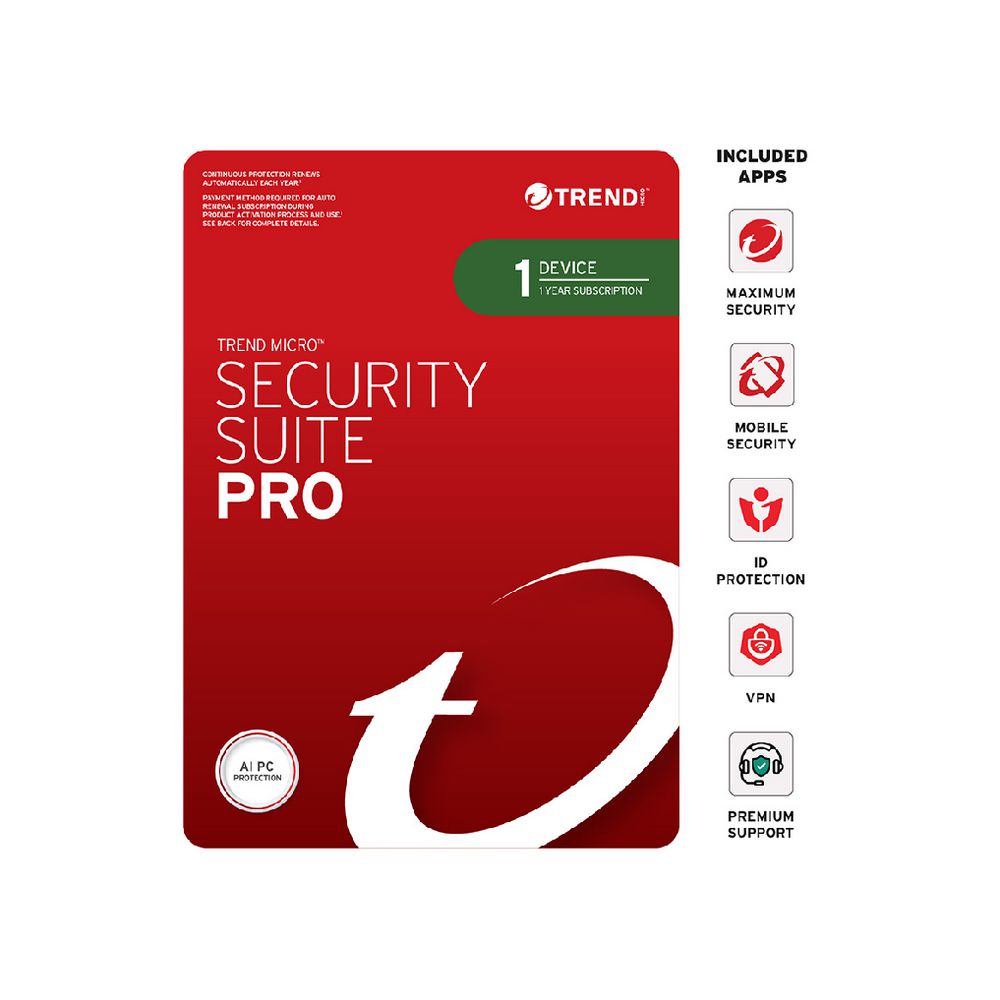 CONTINUOUS PROTECTION RENEWS
AUTOMATICALLY EACH YEAR*
PAYMENT METHOD REQUIRED FOR AUTO
RENEWAL SUBSCRIPTION DURING
PRODUCT ACTIVATION PROCESS AND USE.*
SEE BACK FOR COMPLETE DETAILS.
TREND MICRO™
1 DEVICE
1 YEAR SUBSCRIPTION
TREND MICRO™
SECURITY
SUITE
PRO
AI PC
PROTECTION
INCLUDED
APPS
MAXIMUM
SECURITY
MOBILE
SECURITY
ID
PROTECTION
VPN
PREMIUM
SUPPORT